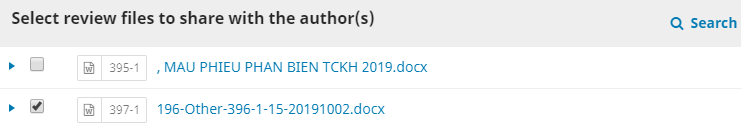 Select review files to share with the author(s)
Search
395-1 , MAU PHIEU PHAN BIEN TCKH 2019.docx
397-1 196-Other-396-1-15-20191002.docx